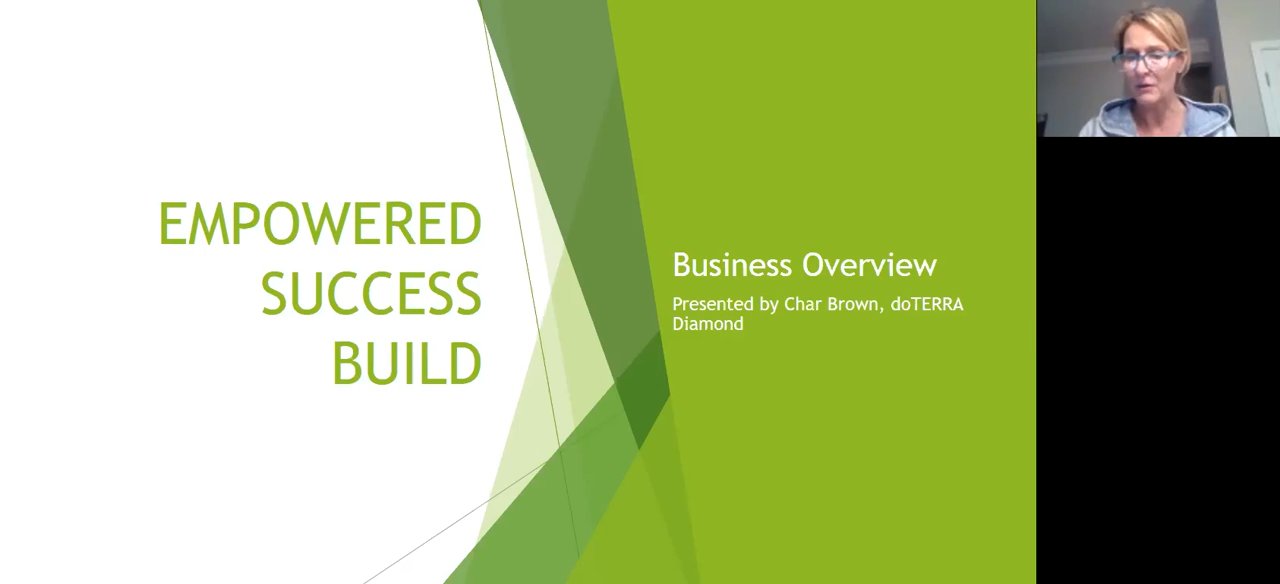 EMPOWERED
SUCCESS
BUILD
Business Overview
Presented by Char Brown, doTERRA
Diamond